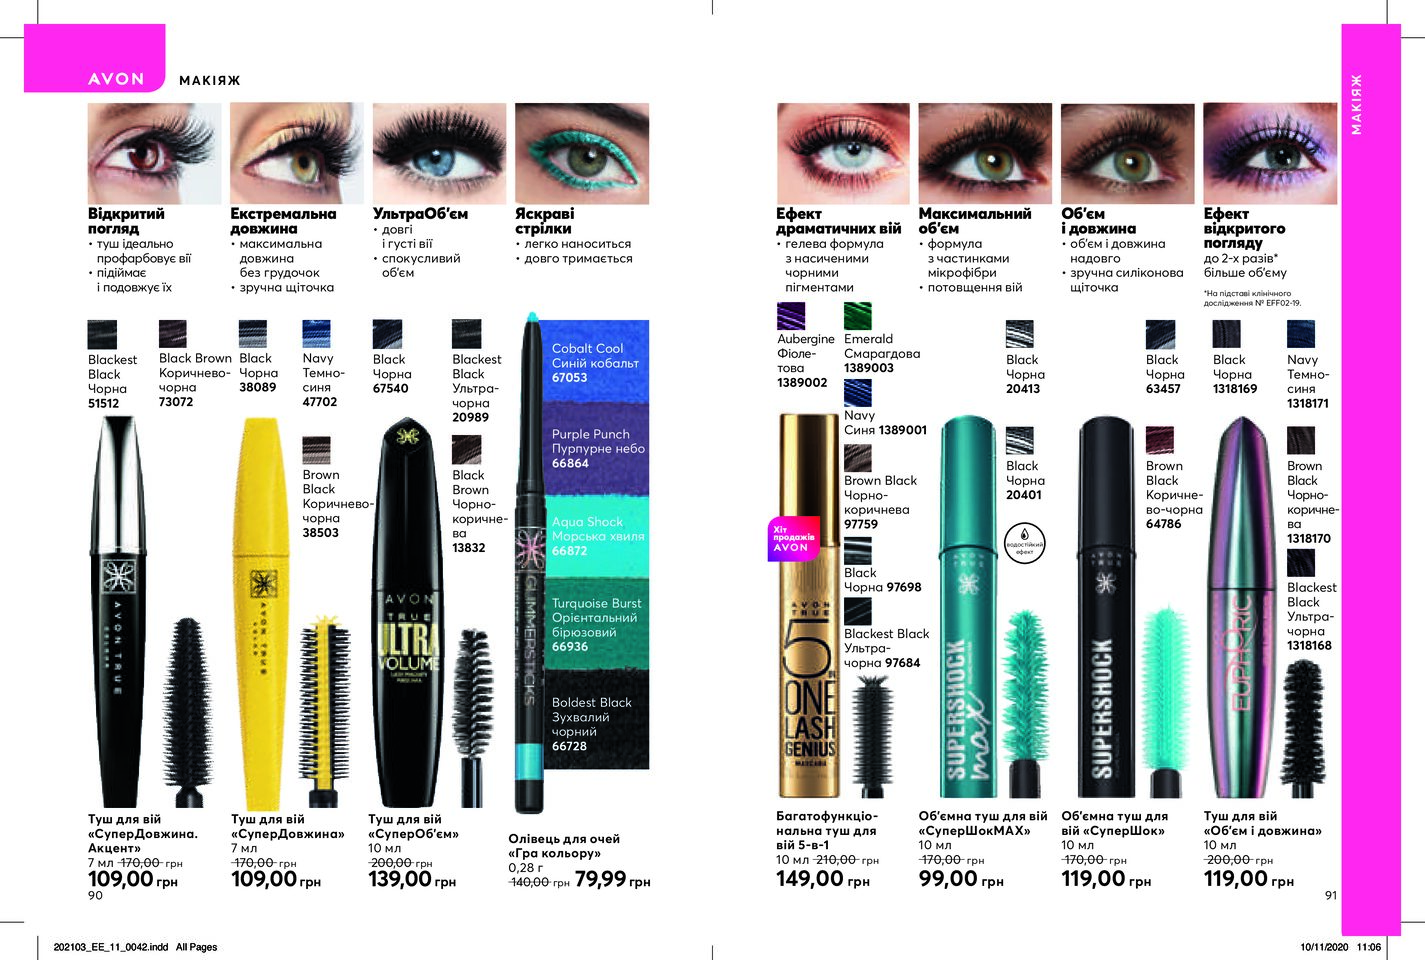 AVON
МАКІЯЖ
Відкритий
погляд
• туш ідеально
профарбовує вії
• підіймає
і подовжує їх
Екстремальна
довжина
• максимальна
довжина
без грудочок
• зручна щіточка
УльтраОб'єм
• довгі
і густі вії
• спокусливий
об'єм
Яскраві
стрілки
• легко наноситься
• довго тримається
Blackest
Black
Чорна
51512
Black Brown
Коричнево-
чорна
73072
Black
Чорна
38089
Navy
Темно-
синя
47702
Brown
Black
Коричнево-
чорна
38503
Black
Чорна
67540
Blackest
Black
Ультра-
чорна
20989
Black
Brown
Чорно-
коричне-
ва
13832
Cobalt Cool
Синій кобальт
67053
Purple Punch
Пурпурне небо
66864
Aqua Shock
Морська хвиля
66872
Turquoise Burst
Орієнтальний
бірюзовий
66936
Boldest Black
Зухвалий
чорний
66728
AVON TRUE
AVON TRUE
AVON
TRUE
ULTRA
VOLUME
GLIMMERSTICKS
Туш для вій
«СуперДовжина.
Акцент»
7 мл 170,00 грн
109,00 грн
Туш для вій
«СуперДовжина»
7 мл
170,00 грн
109,00 грн
Туш для вій
«СуперОб'єм»
10 мл
200,00 грн
139,00 грн
Олівець для очей
«Гра кольору»
0,28 г
140,00 грн 79,99 грн
90
МАКІЯЖ
Ефект
драматичних вій
• гелева формула
з насиченими
чорними
пігментами
Максимальний
об'єм
• формула
з частинками
мікрофібри
• потовщення вій
Об'єм
і довжина
• об'єм і довжина
надовго
• зручна силіконова
щіточка
Ефект
відкритого
погляду
до 2-х разів*
більше об'єму
*На підставі клінічного
дослідження № EFF02-19.
Aubergine
Фіоле-
това
1389002
Emerald
Смарагдова
1389003
Navy
Синя 1389001
Brown Black
Чорно-
коричнева
97759
Black
Чорна 97698
Blackest Black
Ультра-
чорна 97684
Хіт
продажів
AVON
Black
Чорна
20413
Black
Чорна
20401
водостійкий
ефект
Black
Чорна
63457
Brown
Black
Коричне-
во-чорна
64786
Black
Чорна
1318169
Navy
Темно-
синя
1318171
Brown
Black
Чорно-
коричне-
ва
1318170
Blackest
Black
Ультра-
чорна
1318168
AVON
TRUE
5 IN
ONE
LASH
GENIUS
MASCARA
AVON
TRUE
SUPERSHOCK
max
AVON
TRUE
SUPERSHOCK
EUPHORIC
Багатофункціо-
нальна туш для
вій 5-в-1
10 мл 210,00 грн
149,00 грн
Об'ємна туш для вій
«СуперШокМАХ»
10 мл
170,00 грн
99,00 грн
Об'ємна туш для
вій «СуперШок»
10 мл
170,00 грн
119,00 грн
Туш для вій
«Об'єм і довжина»
10 мл
200,00 грн
119,00 грн
91
202103_EE_11_0042.indd   All Pages
10/11/2020   11:06